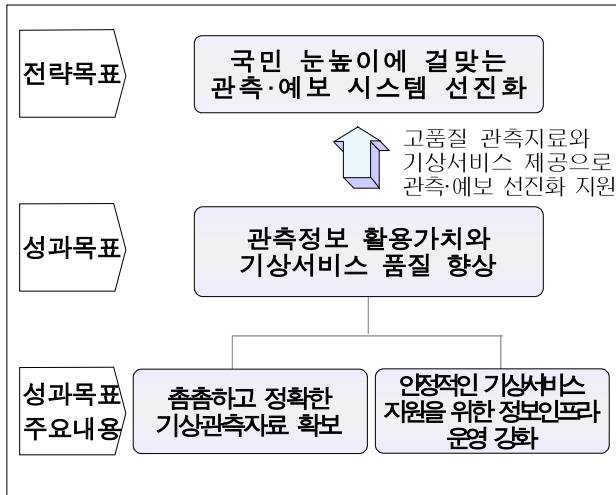 전략목표
국민 눈높이에 걸맞는
관측·예보 시스템 선진화
고품질 관측자료와
기상서비스 제공으로
관측·예보 선진화 지원
성과목표
관측정보 활용가치와
기상서비스 품질 향상
성과목표
주요내용
촘촘하고 정확한
기상관측자료 확보
안정적인 기상서비스
지원을 위한 정보인프라
운영 강화